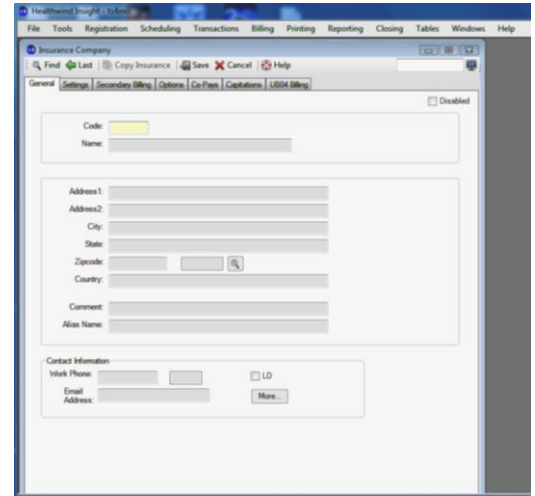 Healthwind Insight - ts4mu
File Tools Registration Scheduling Transactions Billing Printing Reporting Closing Tables Windows Help
Insurance Company
Find Last Copy Insurance Save Cancel Help
General Settings Secondary Billing Options Co-Pays Capitations UB04 Billing
Disabled
Code:
Name:
Address1:
Address2:
City:
State:
Zipcode:
Country:
Comment:
Alias Name:
Contact Information
Work Phone:
LD
Email
Address:
More...